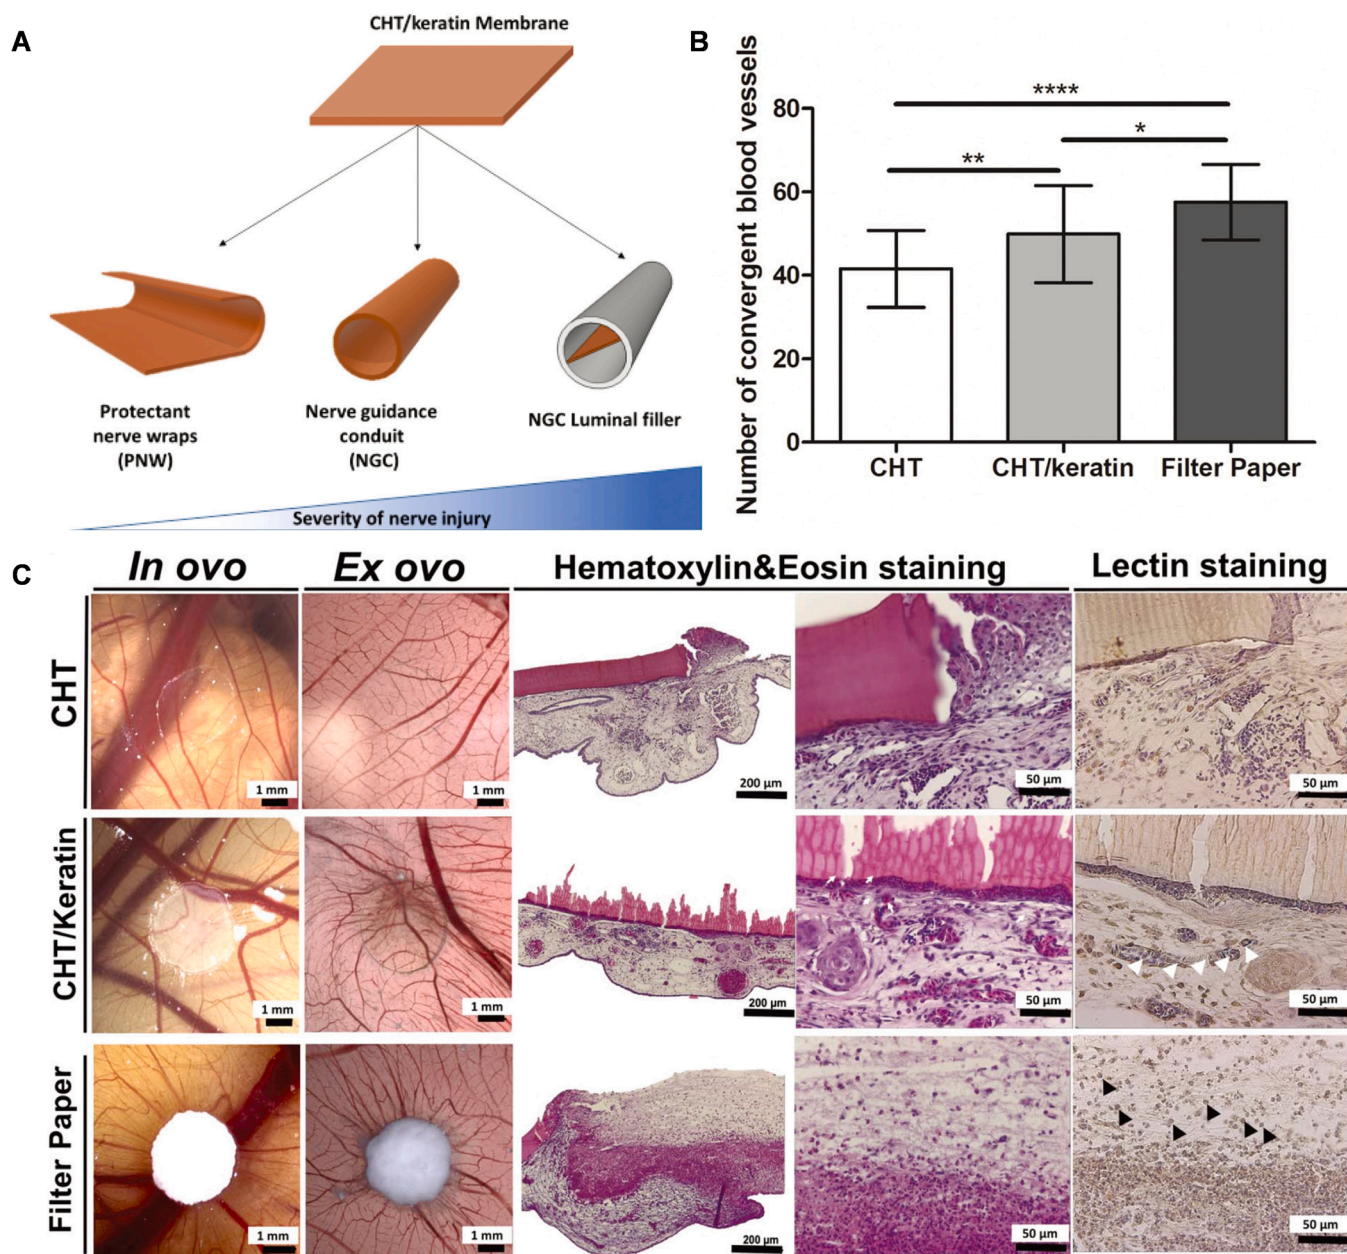 A
CHT/keratin Membrane
Protectant
nerve wraps
(PNW)
Nerve guidance
conduit
(NGC)
NGC Luminal filler
Severity of nerve injury
B
Number of convergent blood vessels
80
60
40
20
0
****
*
**
CHT
CHT/keratin
Filter Paper
C
In ovo
Ex ovo
Hematoxylin&Eosin staining
Lectin staining
CHT
1 mm
1 mm
200 µm
50 µm
50 µm
CHT/Keratin
1 mm
1 mm
200 µm
50 µm
50 µm
Filter Paper
1 mm
1 mm
200 µm
50 µm
50 µm